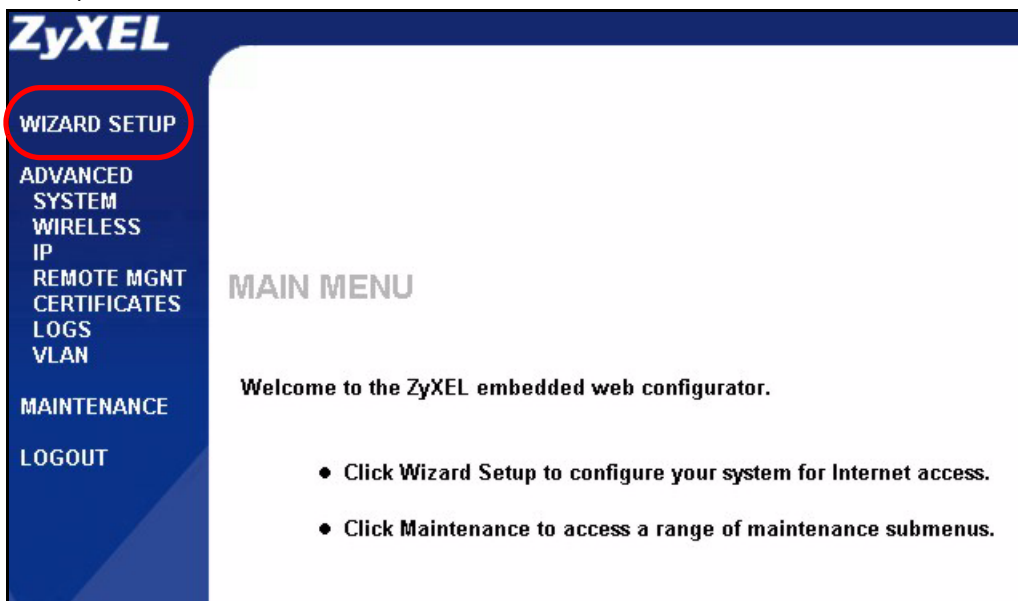 ZyXEL
WIZARD SETUP
ADVANCED
SYSTEM
WIRELESS
IP
REMOTE MGNT
CERTIFICATES
LOGS
VLAN
MAINTENANCE
LOGOUT
MAIN MENU
Welcome to the ZyXEL embedded web configurator.
● Click Wizard Setup to configure your system for Internet access.
● Click Maintenance to access a range of maintenance submenus.